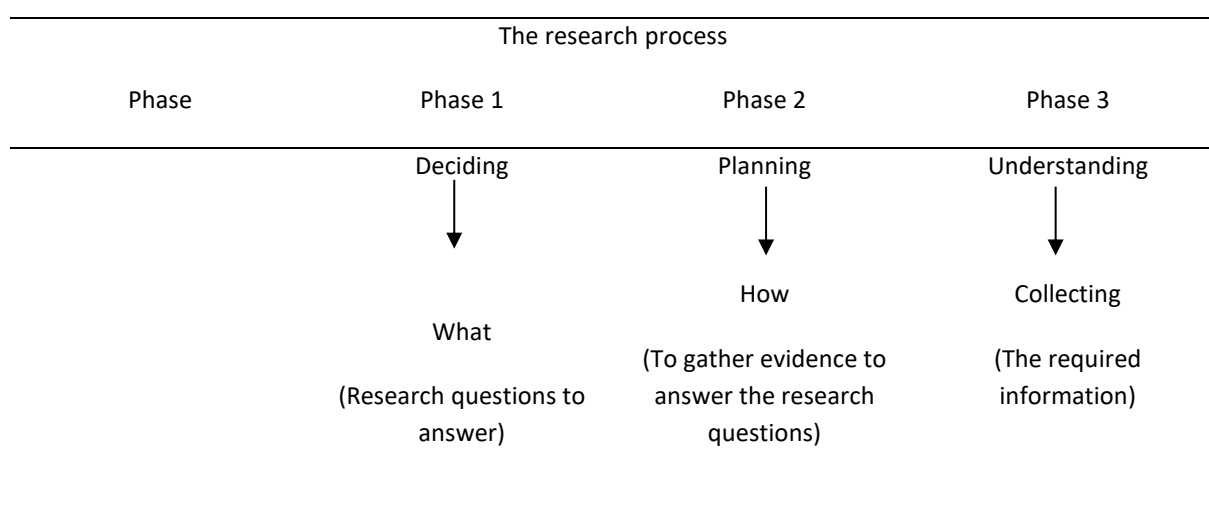 The research process
Phase Phase 1 Phase 2 Phase 3
Deciding Planning Understanding
What
(Research questions to
answer)
How
(To gather evidence to
answer the research
questions)
Collecting
(The required
information)